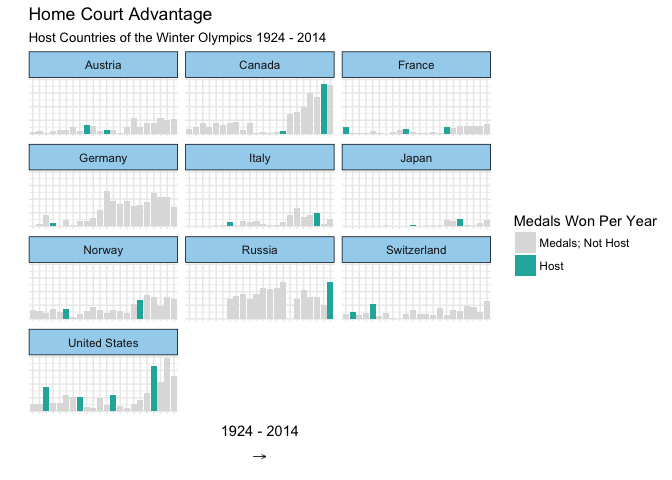 Home Court Advantage
Host Countries of the Winter Olympics 1924 - 2014
Austria
Canada
France
Germany
Italy
Japan
Norway
Russia
Switzerland
United States
1924 - 2014
→
Medals Won Per Year
Medals; Not Host
Host